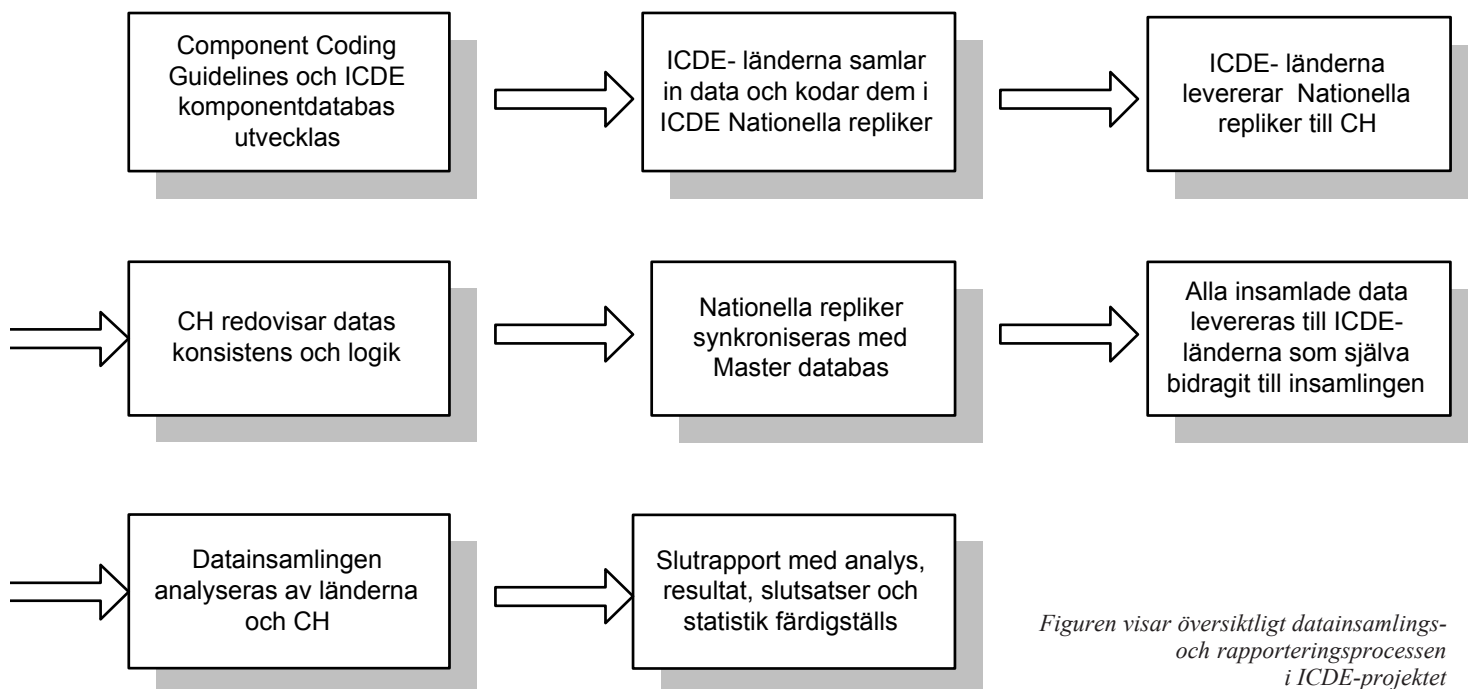 Component Coding
Guidelines och ICDE
komponentdatabas
utvecklas
ICDE- länderna samlar
in data och kodar dem i
ICDE Nationella repliker
ICDE- länderna
levererar Nationella
repliker till CH
CH redovisar datas
konsistens och logik
Nationella repliker
synkroniseras med
Master databas
Alla insamlade data
levereras till ICDE-
länderna som själva
bidragit till insamlingen
Datainsamlingen
analyseras av länderna
och CH
Slutrapport med analys,
resultat, slutsatser och
statistik färdigställs
Figuren visar översiktligt datainsamlings-
och rapporteringsprocessen
i ICDE-projektet